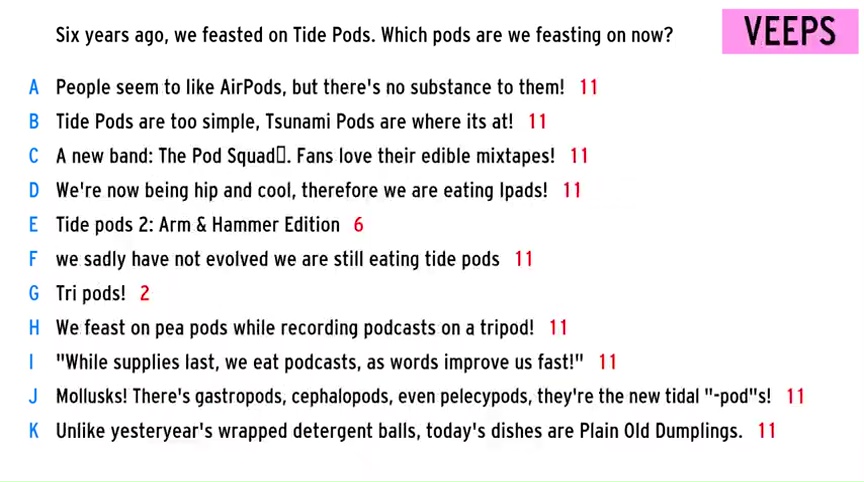 Six years ago, we feasted on Tide Pods. Which pods are we feasting on now?
VEEPS
A People seem to like AirPods, but there's no substance to them! 11
B Tide Pods are too simple, Tsunami Pods are where its at! 11
C A new band: The Pod Squad▯. Fans love their edible mixtapes! 11
D We're now being hip and cool, therefore we are eating Ipads! 11
E Tide pods 2: Arm & Hammer Edition 6
F we sadly have not evolved we are still eating tide pods 11
G Tri pods! 2
H We feast on pea pods while recording podcasts on a tripod! 11
I "While supplies last, we eat podcasts, as words improve us fast!" 11
J Mollusks! There's gastropods, cephalopods, even pelecypods, they're the new tidal "-pod"s! 11
K Unlike yesteryear's wrapped detergent balls, today's dishes are Plain Old Dumplings. 11